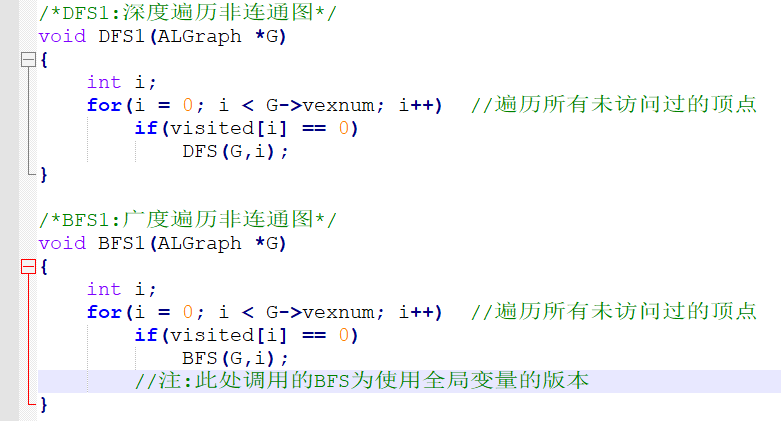 /*DFS1:深度遍历非连通图*/
void DFS1(ALGraph *G)
{
    int i;
    for(i = 0; i < G->vexnum; i++)  //遍历所有未访问过的顶点
        if(visited[i] == 0)
            DFS(G,i);
}

/*BFS1:广度遍历非连通图*/
void BFS1(ALGraph *G)
{
    int i;
    for(i = 0; i < G->vexnum; i++)  //遍历所有未访问过的顶点
        if(visited[i] == 0)
            BFS(G,i);
        //注:此处调用的BFS为使用全局变量的版本
}